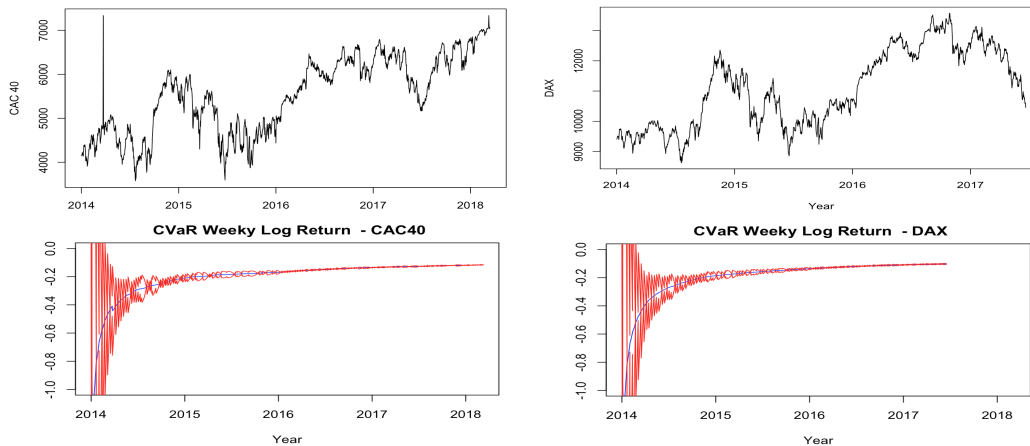 CAC 40
7000
6000
5000
4000
2014 2015 2016 2017 2018
DAX
12000
10000
9000
2014 2015 2016 2017
Year
CVaR Weeky Log Return - CAC40
0.0
-0.2
-0.4
-0.6
-0.8
-1.0
2014 2015 2016 2017 2018
Year
CVaR Weeky Log Return - DAX
0.0
-0.2
-0.4
-0.6
-0.8
-1.0
2014 2015 2016 2017 2018
Year